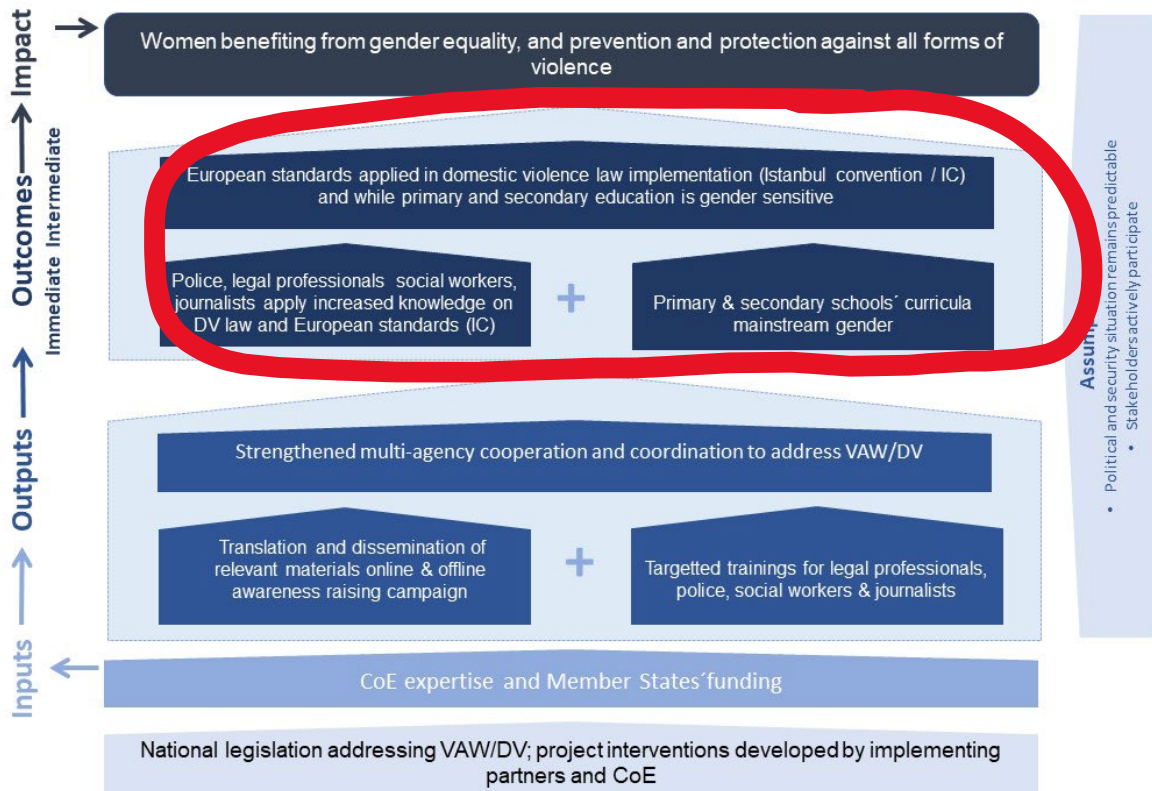 Impact
Women benefiting from gender equality, and prevention and protection against all forms of
violence
Outcomes
Immediate Intermediate
European standards applied in domestic violence law implementation (Istanbul convention / IC)
and while primary and secondary education is gender sensitive
Police, legal professionals social workers,
journalists apply increased knowledge on
DV law and European standards (IC)
+
Primary & secondary schools´ curricula
mainstream gender
Outputs
Strengthened multi-agency cooperation and coordination to address VAW/DV
Translation and dissemination of
relevant materials online & offline
awareness raising campaign
+
Targetted trainings for legal professionals,
police, social workers & journalists
Inputs
CoE expertise and Member States´funding
National legislation addressing VAW/DV; project interventions developed by implementing
partners and CoE
• Political and security situation remains predictable
• Stakeholders actively participate